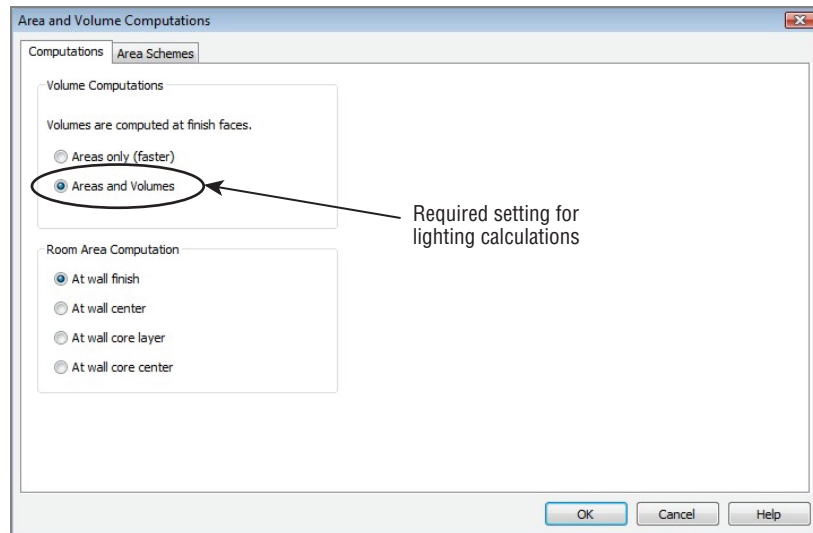 Area and Volume Computations
Computations
Area Schemes
Volume Computations
Volumes are computed at finish faces.
Areas only (faster)
Areas and Volumes
Required setting for
lighting calculations
Room Area Computation
At wall finish
At wall center
At wall core layer
At wall core center
OK
Cancel
Help